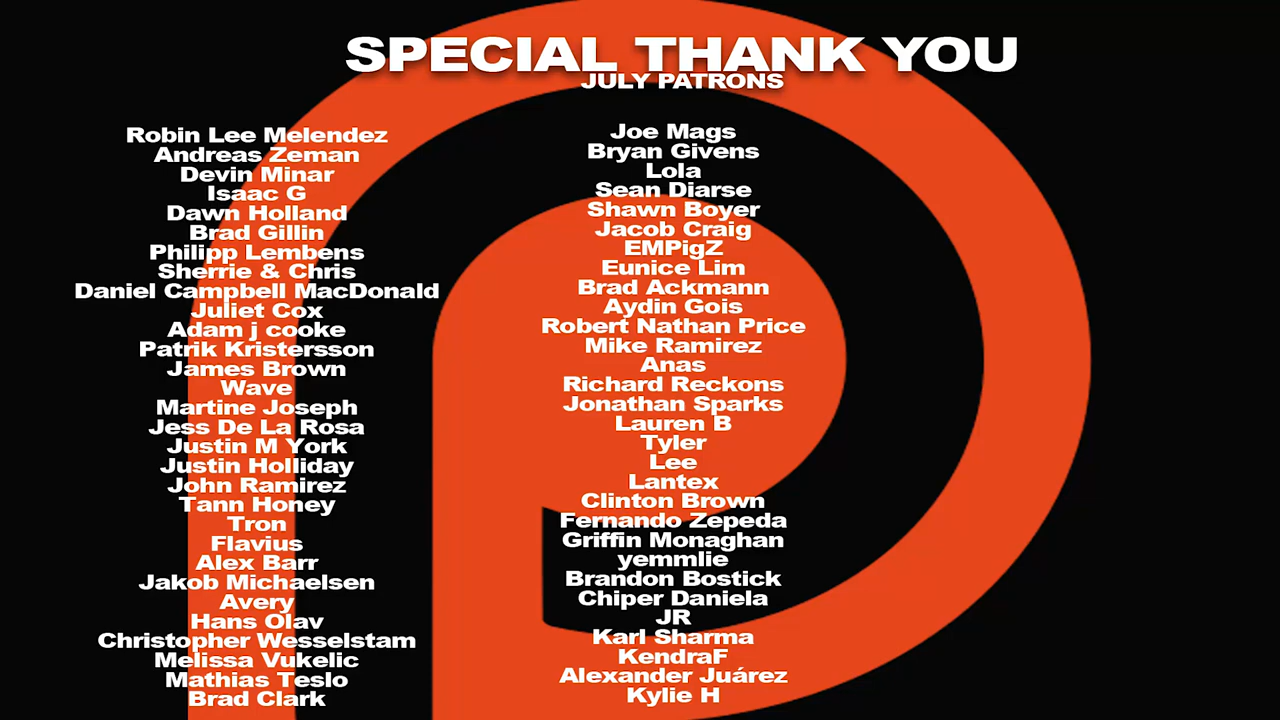 SPECIAL THANK YOU
JULY PATRONS
Robin Lee Melendez
Andreas Zeman
Devin Minar
Isaac G
Dawn Holland
Brad Gillin
Philipp Lembens
Sherrie & Chris
Daniel Campbell MacDonald
Juliet Cox
Adam j cooke
Patrik Kristersson
James Brown
Wave
Martine Joseph
Jess De La Rosa
Justin M York
Justin Holliday
John Ramirez
Tann Honey
Tron
Flavius
Alex Barr
Jakob Michaelsen
Avery
Hans Olav
Christopher Wesselstam
Melissa Vukelic
Mathias Teslo
Brad Clark
Joe Mags
Bryan Givens
Lola
Sean Diarse
Shawn Boyer
Jacob Craig
EMPigZ
Eunice Lim
Brad Ackmann
Aydin Gois
Robert Nathan Price
Mike Ramirez
Anas
Richard Reckons
Jonathan Sparks
Lauren B
Tyler
Lee
Lantex
Clinton Brown
Fernando Zepeda
Griffin Monaghan
yemmlie
Brandon Bostick
Chiper Daniela
JR
Karl Sharma
KendraF
Alexander Juárez
Kylie H